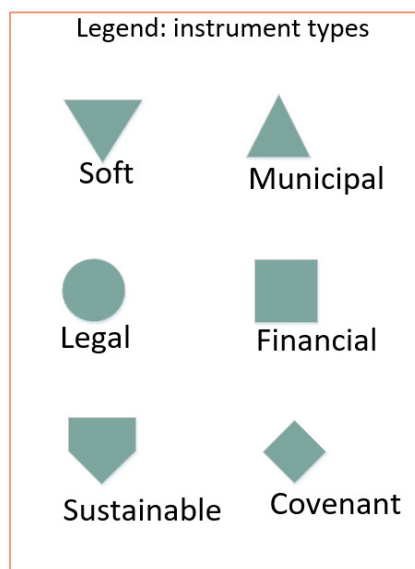 Legend: instrument types
Soft
Municipal
Legal
Financial
Sustainable
Covenant